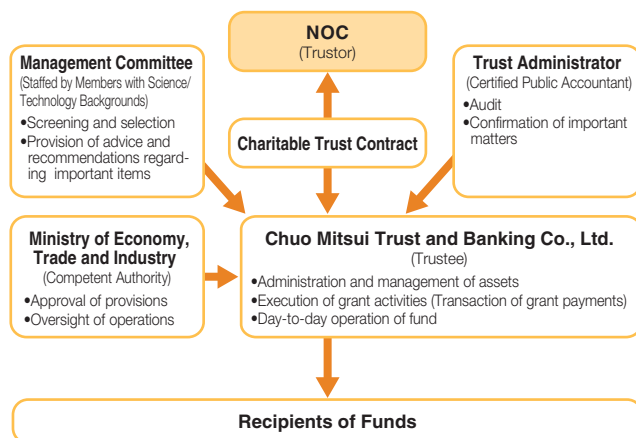 NOC
(Trustor)
Management Committee
(Staffed by Members with Science/
Technology Backgrounds)
•Screening and selection
•Provision of advice and
recommendations regard-
ing important items
Trust Administrator
(Certified Public Accountant)
•Audit
•Confirmation of important
matters
Charitable Trust Contract
Ministry of Economy,
Trade and Industry
(Competent Authority)
•Approval of provisions
•Oversight of operations
Chuo Mitsui Trust and Banking Co., Ltd.
(Trustee)
•Administration and management of assets
•Execution of grant activities (Transaction of grant payments)
•Day-to-day operation of fund
Recipients of Funds